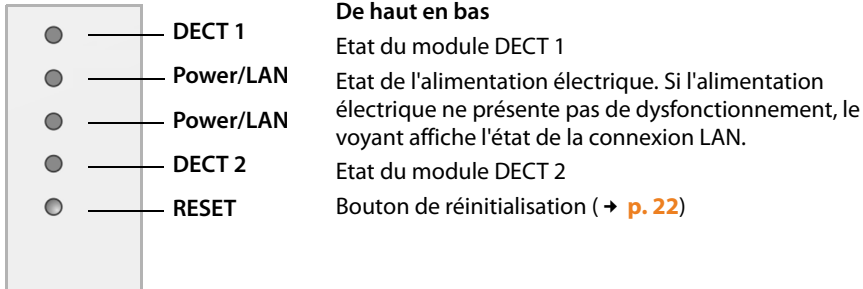 DECT 1
Power/LAN
Power/LAN
DECT 2
RESET
De haut en bas
Etat du module DECT 1
Etat de l'alimentation électrique. Si l'alimentation
électrique ne présente pas de dysfonctionnement, le
voyant affiche l'état de la connexion LAN.
Etat du module DECT 2
Bouton de réinitialisation ( ➔ p. 22)